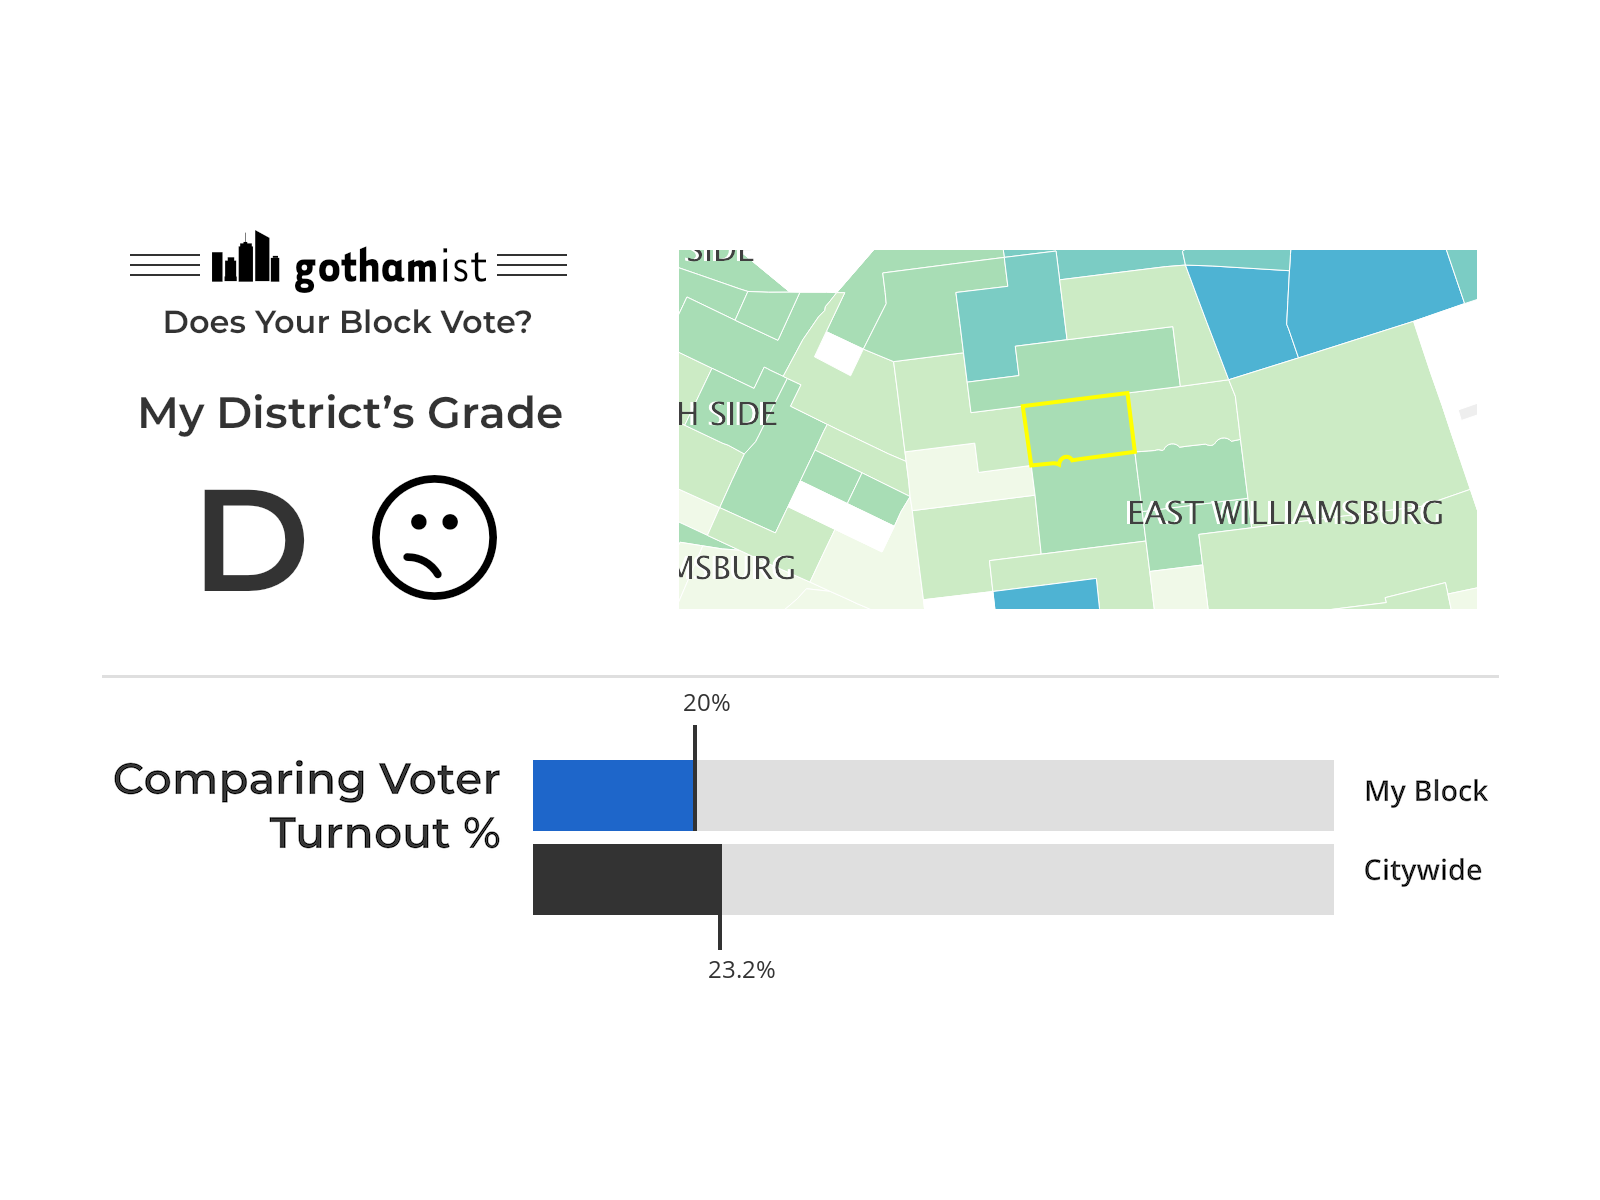 gothamist
Does Your Block Vote?
My District’s Grade
D
SIDE
H SIDE
EAST WILLIAMSBURG
MSBURG
20%
Comparing Voter
Turnout %
My Block
Citywide
23.2%